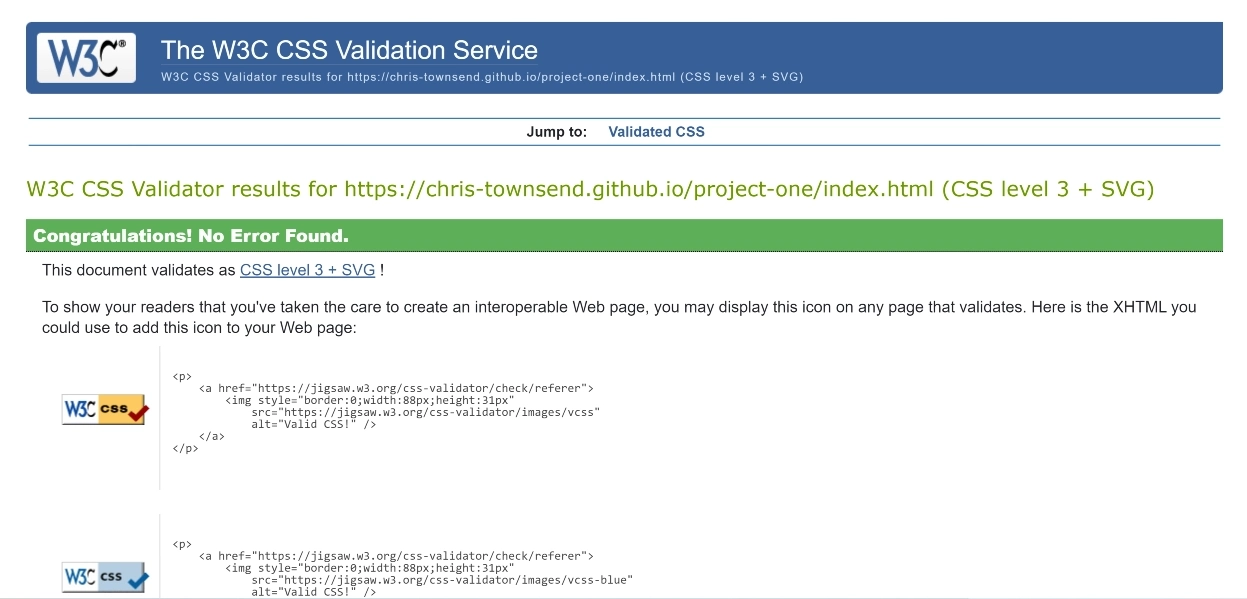 W3C®
The W3C CSS Validation Service
W3C CSS Validator results for https://chris-townsend.github.io/project-one/index.html (CSS level 3 + SVG)
Jump to: Validated CSS
W3C CSS Validator results for https://chris-townsend.github.io/project-one/index.html (CSS level 3 + SVG)
Congratulations! No Error Found.
This document validates as CSS level 3 + SVG !
To show your readers that you've taken the care to create an interoperable Web page, you may display this icon on any page that validates. Here is the XHTML you
could use to add this icon to your Web page:
<p>
<a href="https://jigsaw.w3.org/css-validator/check/referer">
<img style="border:0;width:88px;height:31px"
W3C css
src="https://jigsaw.w3.org/css-validator/images/vcss"
alt="Valid CSS!" />
</a>
</p>
<p>
<a href="https://jigsaw.w3.org/css-validator/check/referer">
<img style="border:0;width:88px;height:31px"
W3C css
src="https://jigsaw.w3.org/css-validator/images/vcss-blue"
alt="Valid CSS!" />